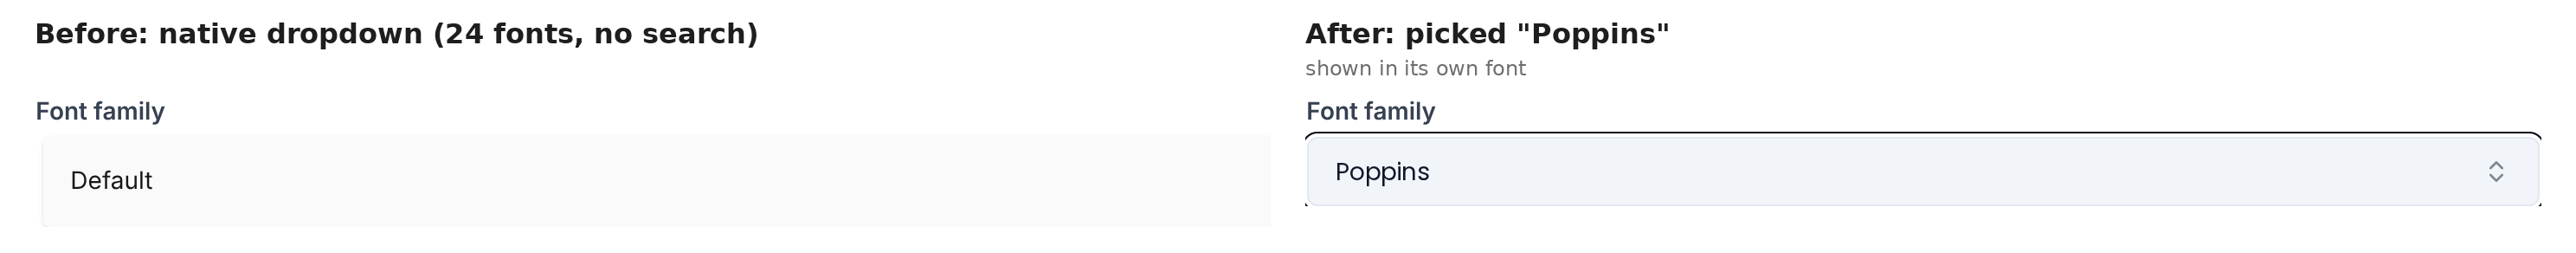 Before: native dropdown (24 fonts, no search)
Font family
Default
After: picked "Poppins"
shown in its own font
Font family
Poppins